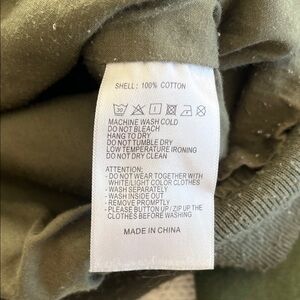 SHELL: 100% COTTON
30
MACHINE WASH COLD
DO NOT BLEACH
HANG TO DRY
DO NOT TUMBLE DRY
LOW TEMPERATURE IRONING
DO NOT DRY CLEAN
ATTENTION:
- DO NOT WEAR TOGETHER WITH
WHITE/LIGHT COLOR CLOTHES
- WASH SEPARATELY
- WASH INSIDE OUT
- REMOVE PROMPTLY
- PLEASE BUTTON UP / ZIP UP THE
CLOTHES BEFORE WASHING
MADE IN CHINA